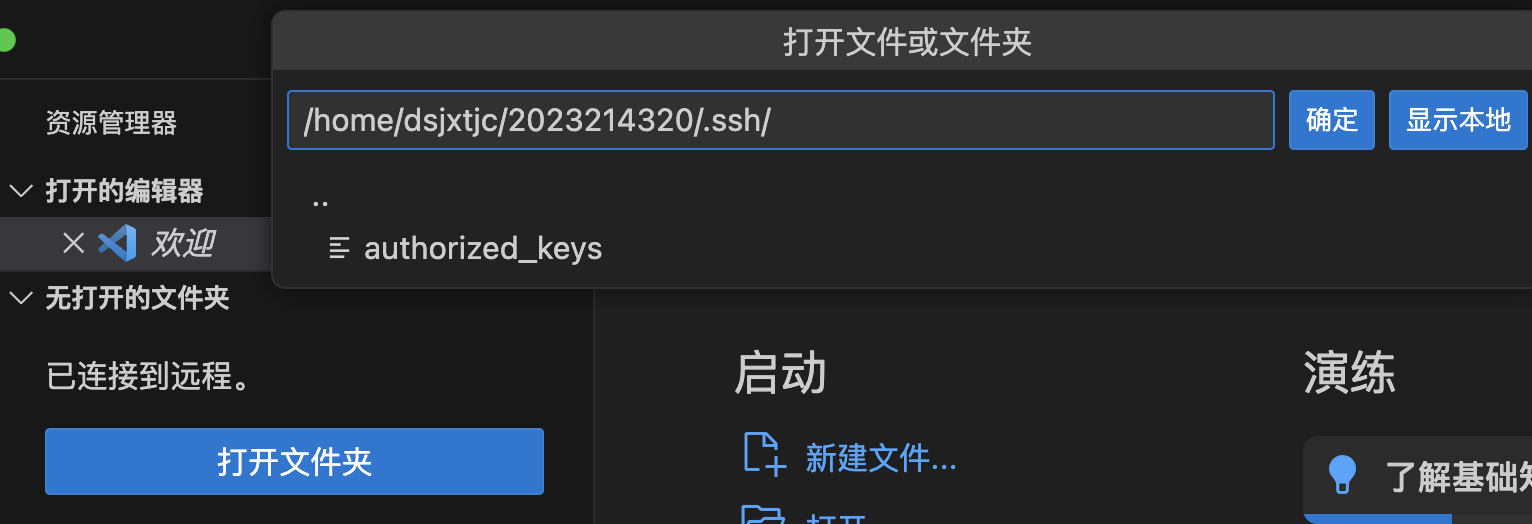 打开文件或文件夹
/home/dsjxtjc/2023214320/.ssh/
确定
显示本地
..
authorized_keys
资源管理器
打开的编辑器
欢迎
无打开的文件夹
已连接到远程。
打开文件夹
启动
新建文件...
打开
演练
了解基础知